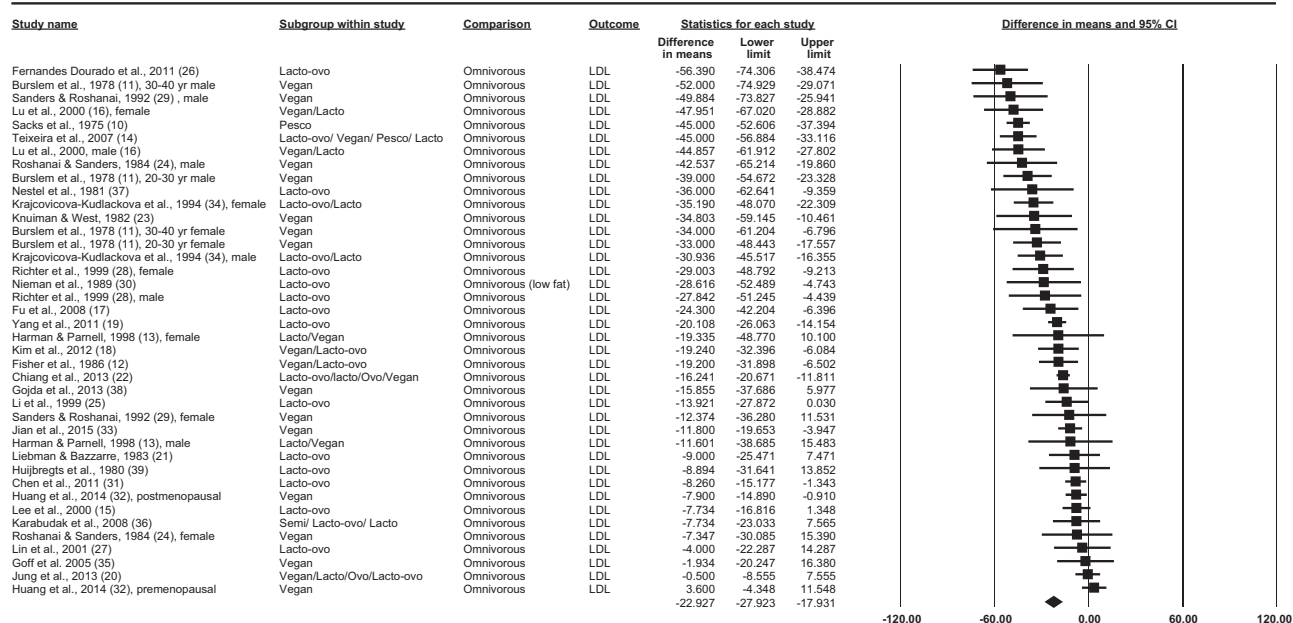 Study name Subgroup within study Comparison Outcome Statistics for each study Difference in means and 95% CI
Difference in means Lower limit Upper limit
Fernandes Dourado et al., 2011 (26) Lacto-ovo Omnivorous LDL -56.390 -74.306 -38.474
Burslem et al., 1978 (11), 30-40 yr male Vegan Omnivorous LDL -52.000 -74.929 -29.071
Sanders & Roshanai, 1992 (29) , male Vegan Omnivorous LDL -49.884 -73.827 -25.941
Lu et al., 2000 (16), female Vegan/Lacto Omnivorous LDL -47.951 -67.020 -28.882
Sacks et al., 1975 (10) Pesco Omnivorous LDL -45.000 -52.606 -37.394
Teixeira et al., 2007 (14) Lacto-ovo/ Vegan/ Pesco/ Lacto Omnivorous LDL -45.000 -56.884 -33.116
Lu et al., 2000, male (16) Vegan/Lacto Omnivorous LDL -44.857 -61.912 -27.802
Roshanai & Sanders, 1984 (24), male Vegan Omnivorous LDL -42.537 -65.214 -19.860
Burslem et al., 1978 (11), 20-30 yr male Vegan Omnivorous LDL -39.000 -54.672 -23.328
Nestel et al., 1981 (37) Lacto-ovo Omnivorous LDL -36.000 -62.641 -9.359
Krajcovicova-Kudlackova et al., 1994 (34), female Lacto-ovo/Lacto Omnivorous LDL -35.190 -48.070 -22.309
Knuiman & West, 1982 (23) Vegan Omnivorous LDL -34.803 -59.145 -10.461
Burslem et al., 1978 (11), 30-40 yr female Vegan Omnivorous LDL -34.000 -61.204 -6.796
Burslem et al., 1978 (11), 20-30 yr female Vegan Omnivorous LDL -33.000 -48.443 -17.557
Krajcovicova-Kudlackova et al., 1994 (34), male Lacto-ovo/Lacto Omnivorous LDL -30.936 -45.517 -16.355
Richter et al., 1999 (28), female Lacto-ovo Omnivorous LDL -29.003 -48.792 -9.213
Nieman et al., 1989 (30) Lacto-ovo Omnivorous (low fat) LDL -28.616 -52.489 -4.743
Richter et al., 1999 (28), male Lacto-ovo Omnivorous LDL -27.842 -51.245 -4.439
Fu et al., 2008 (17) Lacto-ovo Omnivorous LDL -24.300 -42.204 -6.396
Yang et al., 2011 (19) Lacto-ovo Omnivorous LDL -20.108 -26.063 -14.154
Harman & Parnell, 1998 (13), female Lacto/Vegan Omnivorous LDL -19.335 -48.770 10.100
Kim et al., 2012 (18) Vegan/Lacto-ovo Omnivorous LDL -19.240 -32.396 -6.084
Fisher et al., 1986 (12) Vegan/Lacto-ovo Omnivorous LDL -19.200 -31.898 -6.502
Chiang et al., 2013 (22) Lacto-ovo/lacto/Ovo/Vegan Omnivorous LDL -16.241 -20.671 -11.811
Gojda et al., 2013 (38) Vegan Omnivorous LDL -15.855 -37.686 5.977
Li et al., 1999 (25) Lacto-ovo Omnivorous LDL -13.921 -27.872 0.030
Sanders & Roshanai, 1992 (29), female Vegan Omnivorous LDL -12.374 -36.280 11.531
Jian et al., 2015 (33) Vegan Omnivorous LDL -11.800 -19.653 -3.947
Harman & Parnell, 1998 (13), male Lacto/Vegan Omnivorous LDL -11.601 -38.685 15.483
Liebman & Bazzarre, 1983 (21) Lacto-ovo Omnivorous LDL -9.000 -25.471 7.471
Huijbregts et al., 1980 (39) Lacto-ovo Omnivorous LDL -8.894 -31.641 13.852
Chen et al., 2011 (31) Lacto-ovo Omnivorous LDL -8.260 -15.177 -1.343
Huang et al., 2014 (32), postmenopausal Vegan Omnivorous LDL -7.900 -14.890 -0.910
Lee et al., 2000 (15) Lacto-ovo Omnivorous LDL -7.734 -16.816 1.348
Karabudak et al., 2008 (36) Semi/ Lacto-ovo/ Lacto Omnivorous LDL -7.734 -23.033 7.565
Roshanai & Sanders, 1984 (24), female Vegan Omnivorous LDL -7.347 -30.085 15.390
Lin et al., 2001 (27) Lacto-ovo Omnivorous LDL -4.000 -22.287 14.287
Goff et al. 2005 (35) Vegan Omnivorous LDL -1.934 -20.247 16.380
Jung et al., 2013 (20) Vegan/Lacto/Ovo/Lacto-ovo Omnivorous LDL -0.500 -8.555 7.555
Huang et al., 2014 (32), premenopausal Vegan Omnivorous LDL 3.600 -4.348 11.548
-22.927 -27.923 -17.931
-120.00 -60.00 0.00 60.00 120.00